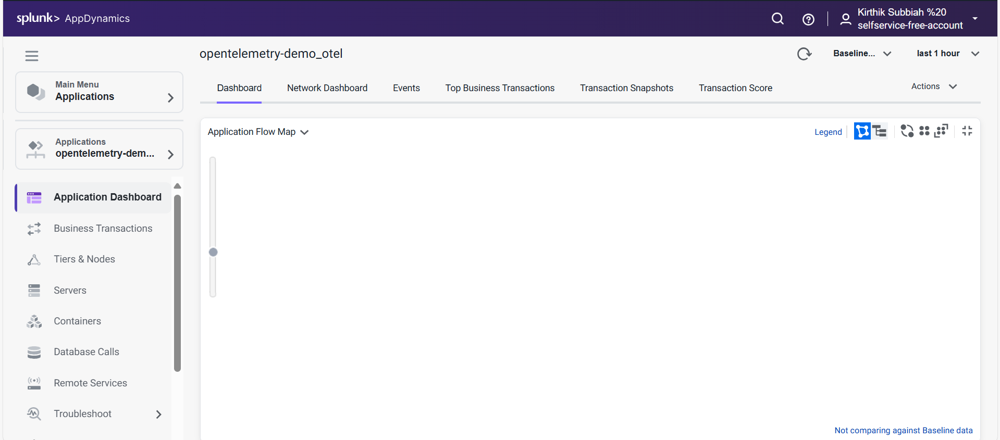 splunk> AppDynamics
Kirthik Subbiah %20
selfservice-free-account
opentelemetry-demo_otel
Baseline...
last 1 hour
Main Menu
Applications
Dashboard
Network Dashboard
Events
Top Business Transactions
Transaction Snapshots
Transaction Score
Actions
Applications
opentelemetry-dem...
Application Flow Map
Legend
Application Dashboard
Business Transactions
Tiers & Nodes
Servers
Containers
Database Calls
Remote Services
Troubleshoot
Not comparing against Baseline data